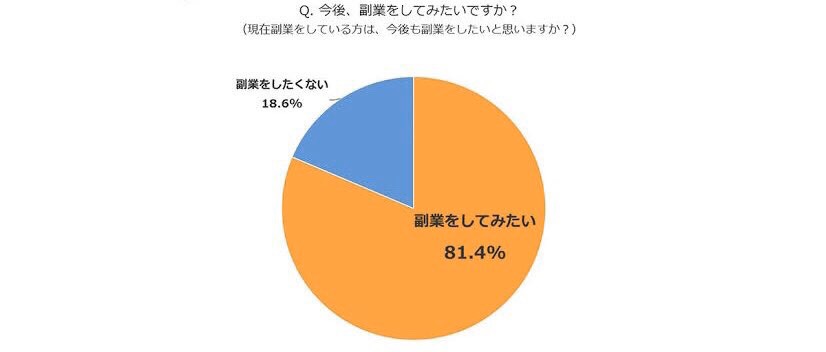 Q. 今後、副業をしてみたいですか？
（現在副業をしている方は、今後も副業をしたいと思いますか？）
副業をしたくない
18.6%
副業をしてみたい
81.4%